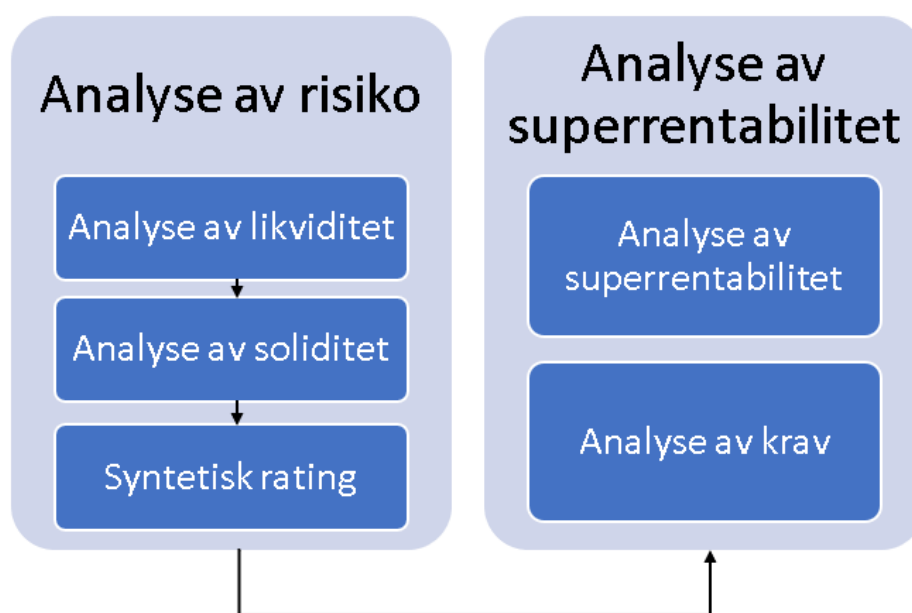 Analyse av risiko
Analyse av likviditet
Analyse av soliditet
Syntetisk rating
Analyse av
superrentabilitet
Analyse av
superrentabilitet
Analyse av krav